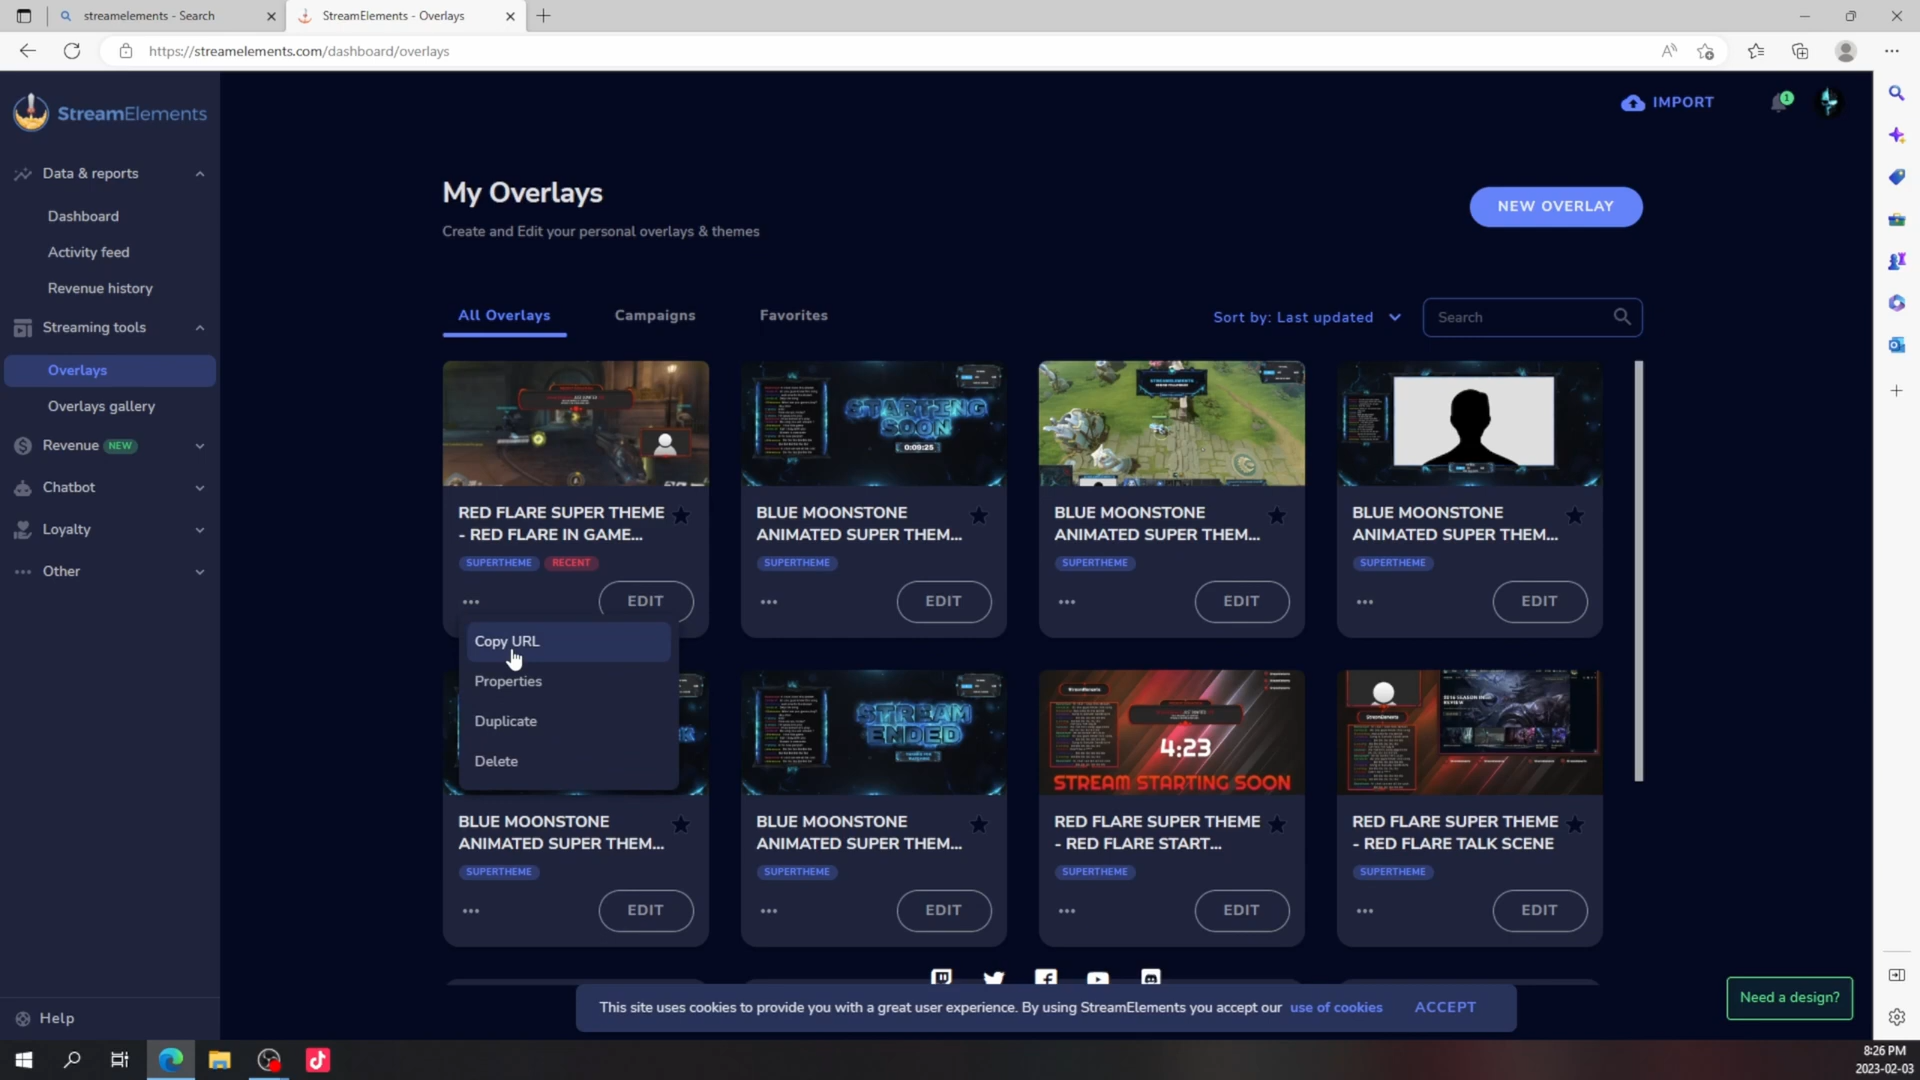 streamelements - Search
StreamElements - Overlays
https://streamelements.com/dashboard/overlays
StreamElements
IMPORT
1
Data & reports
Dashboard
Activity feed
Revenue history
Streaming tools
Overlays
Overlays gallery
Revenue NEW
Chatbot
Loyalty
Other
Help
My Overlays
Create and Edit your personal overlays & themes
NEW OVERLAY
All Overlays
Campaigns
Favorites
Sort by: Last updated
Search
STARTING
SOON
0:09:25
RED FLARE SUPER THEME
- RED FLARE IN GAME...
SUPERTHEME
RECENT
EDIT
BLUE MOONSTONE
ANIMATED SUPER THEM...
SUPERTHEME
EDIT
BLUE MOONSTONE
ANIMATED SUPER THEM...
SUPERTHEME
EDIT
BLUE MOONSTONE
ANIMATED SUPER THEM...
SUPERTHEME
EDIT
Copy URL
Properties
Duplicate
Delete
STREAM
ENDED
4:23
STREAM STARTING SOON
BLUE MOONSTONE
ANIMATED SUPER THEM...
SUPERTHEME
EDIT
BLUE MOONSTONE
ANIMATED SUPER THEM...
SUPERTHEME
EDIT
RED FLARE SUPER THEME
- RED FLARE START...
SUPERTHEME
EDIT
RED FLARE SUPER THEME
- RED FLARE TALK SCENE
SUPERTHEME
EDIT
This site uses cookies to provide you with a great user experience. By using StreamElements you accept our use of cookies
ACCEPT
Need a design?
8:26 PM
2023-02-03